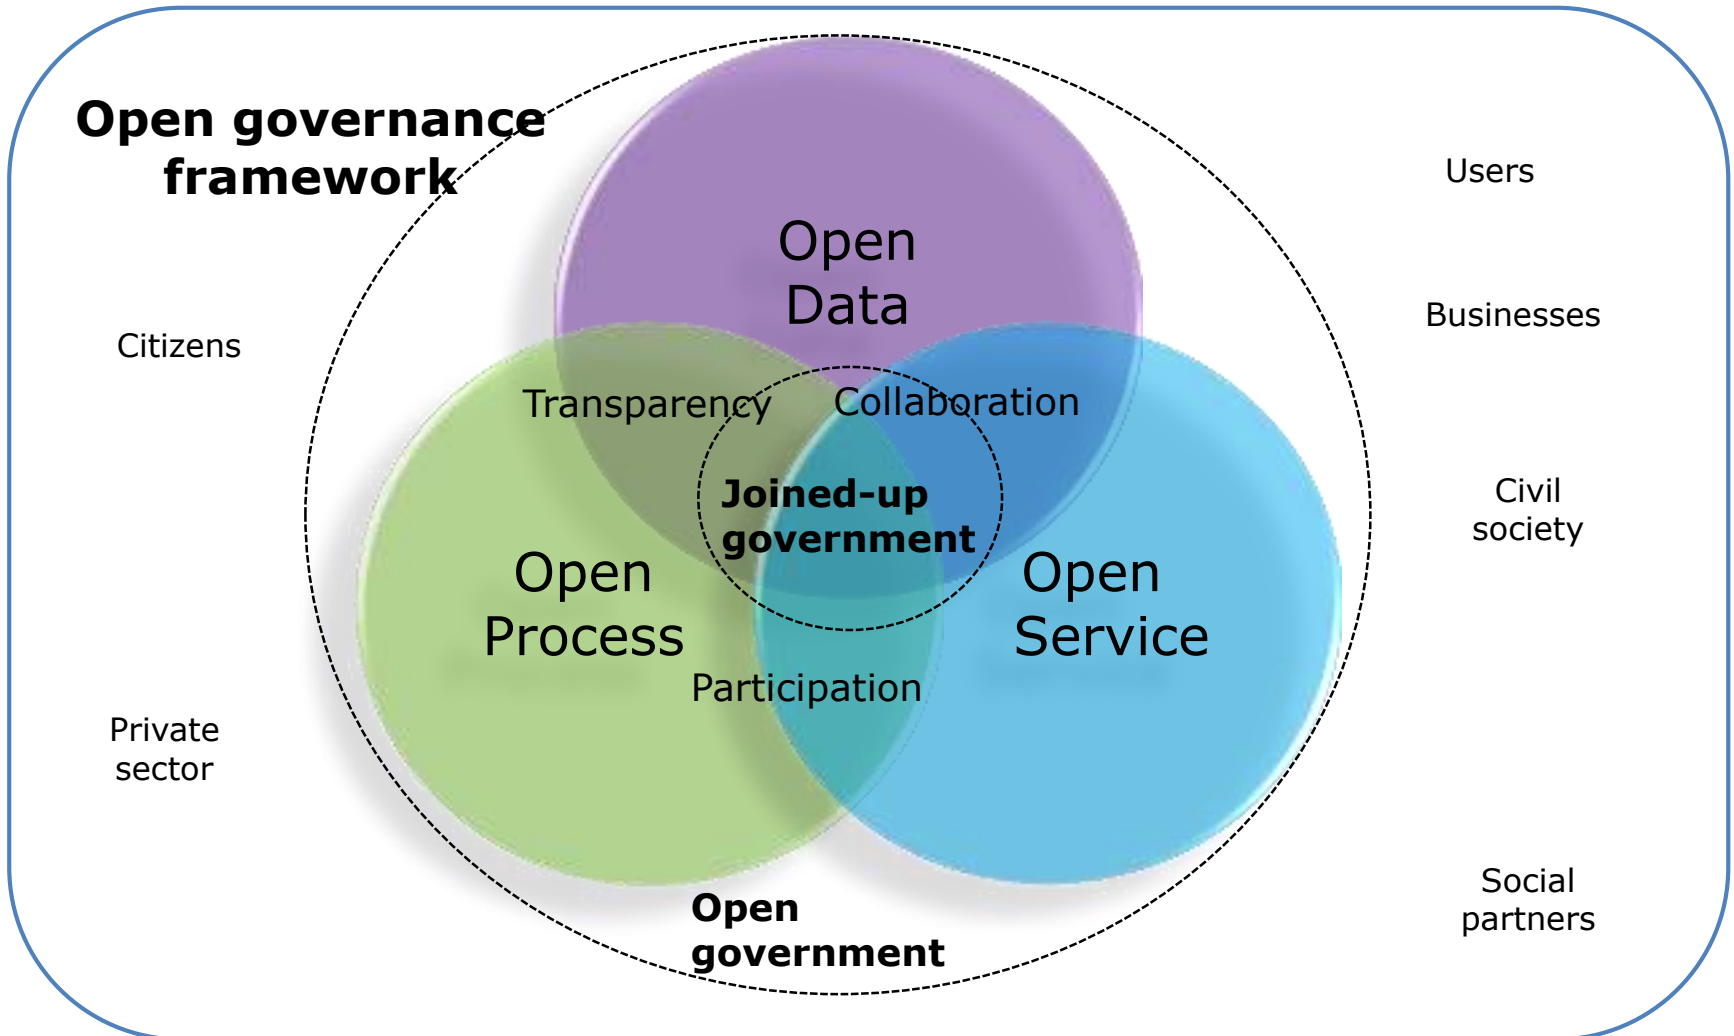 Open governance
framework
Users
Open
Data
Businesses
Citizens
Transparency
Collaboration
Joined-up
government
Civil
society
Open
Process
Open
Service
Participation
Private
sector
Open
government
Social
partners